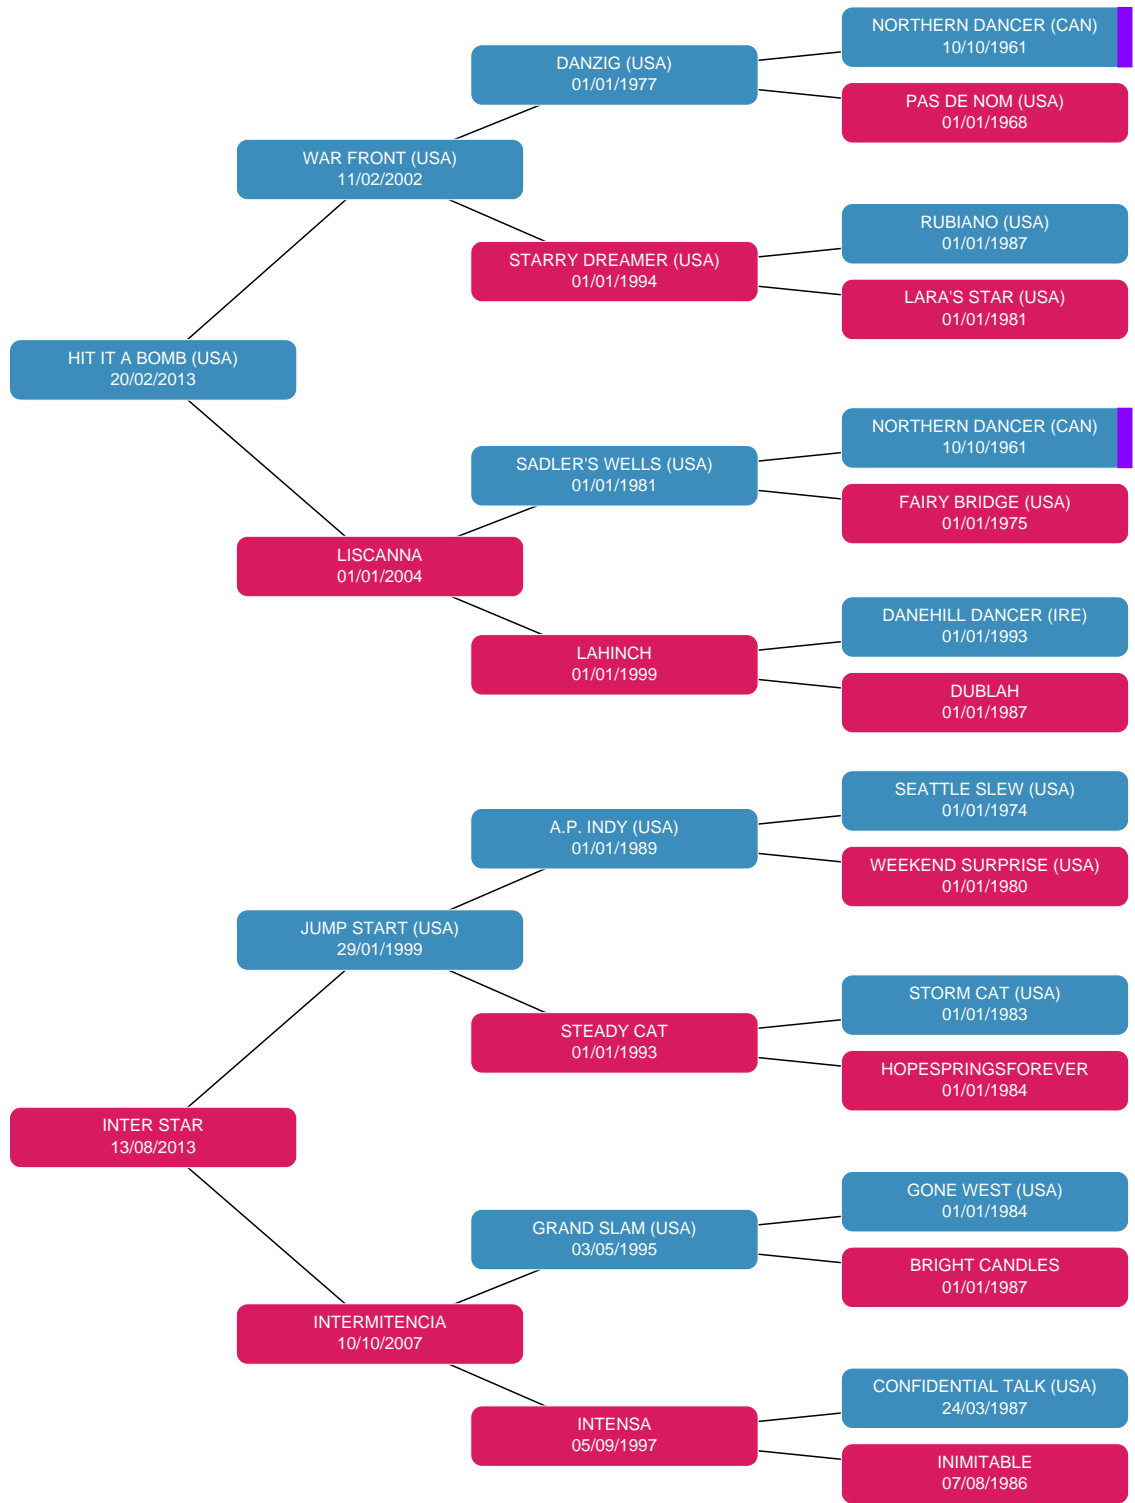 NORTHERN DANCER (CAN)
10/10/1961
DANZIG (USA)
01/01/1977
PAS DE NOM (USA)
01/01/1968
WAR FRONT (USA)
11/02/2002
RUBIANO (USA)
01/01/1987
STARRY DREAMER (USA)
01/01/1994
LARA'S STAR (USA)
01/01/1981
HIT IT A BOMB (USA)
20/02/2013
NORTHERN DANCER (CAN)
10/10/1961
SADLER'S WELLS (USA)
01/01/1981
FAIRY BRIDGE (USA)
01/01/1975
LISCANNA
01/01/2004
DANEHILL DANCER (IRE)
01/01/1993
LAHINCH
01/01/1999
DUBLAH
01/01/1987
SEATTLE SLEW (USA)
01/01/1974
A.P. INDY (USA)
01/01/1989
WEEKEND SURPRISE (USA)
01/01/1980
JUMP START (USA)
29/01/1999
STORM CAT (USA)
01/01/1983
STEADY CAT
01/01/1993
HOPESPRINGSFOREVER
01/01/1984
INTER STAR
13/08/2013
GONE WEST (USA)
01/01/1984
GRAND SLAM (USA)
03/05/1995
BRIGHT CANDLES
01/01/1987
INTERMITENCIA
10/10/2007
CONFIDENTIAL TALK (USA)
24/03/1987
INTENSA
05/09/1997
INIMITABLE
07/08/1986